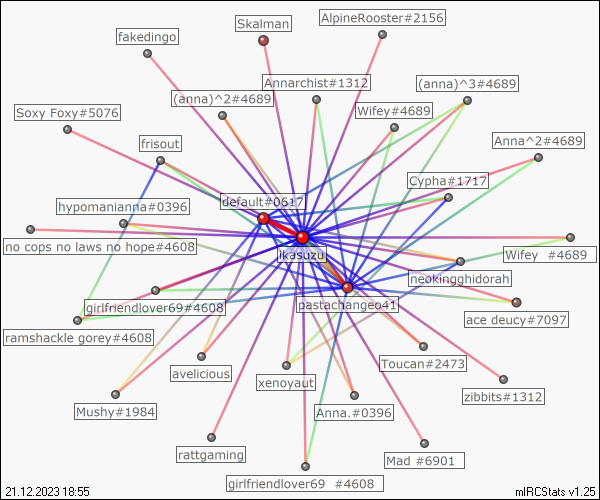 AlpineRooster#2156
Skalman
fakedingo
Annarchist#1312
(anna)^3#4689
(anna)^2#4689
Wifey#4689
Soxy Foxy#5076
frisout
Anna^2#4689
Cypha#1717
default#0617
hypomanianna#0396
no cops no laws no hope#4608
Ikasuzu
Wifey #4689
neokingghidorah
girlfriendlover69#4608
pastachangeo41
ace deucy#7097
ramshackle gorey#4608
Toucan#2473
avelicious
xenoyaut
zibbits#1312
Mushy#1984
Anna.#0396
rattgaming
Mad #6901
girlfriendlover69 #4608
21.12.2023 18:55
mIRCStats v1.25